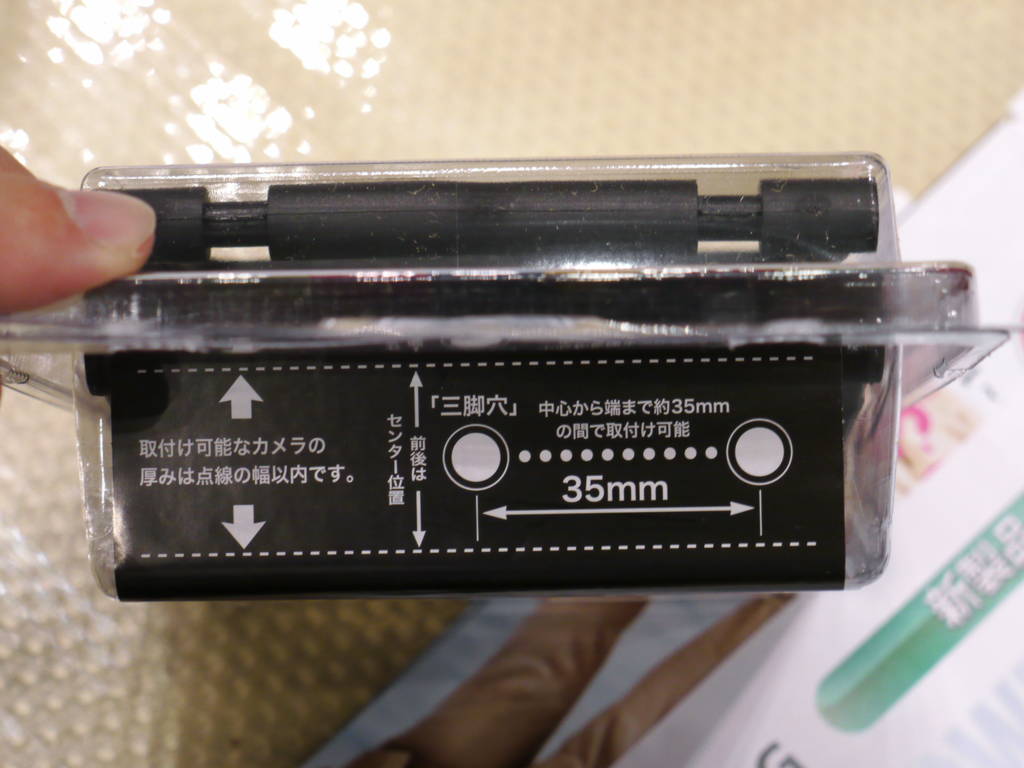 取付け可能なカメラの
厚みは点線の幅以内です。
前後は
センター位置
「三脚穴」
中心から端まで約35mm
の間で取付け可能
35mm
新製品
G